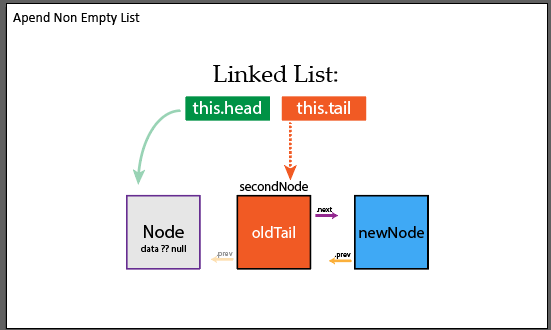 Apend Non Empty List
Linked List:
this.head
this.tail
secondNode
Node
data ?? null
.prev
oldTail
.next
.prev
newNode